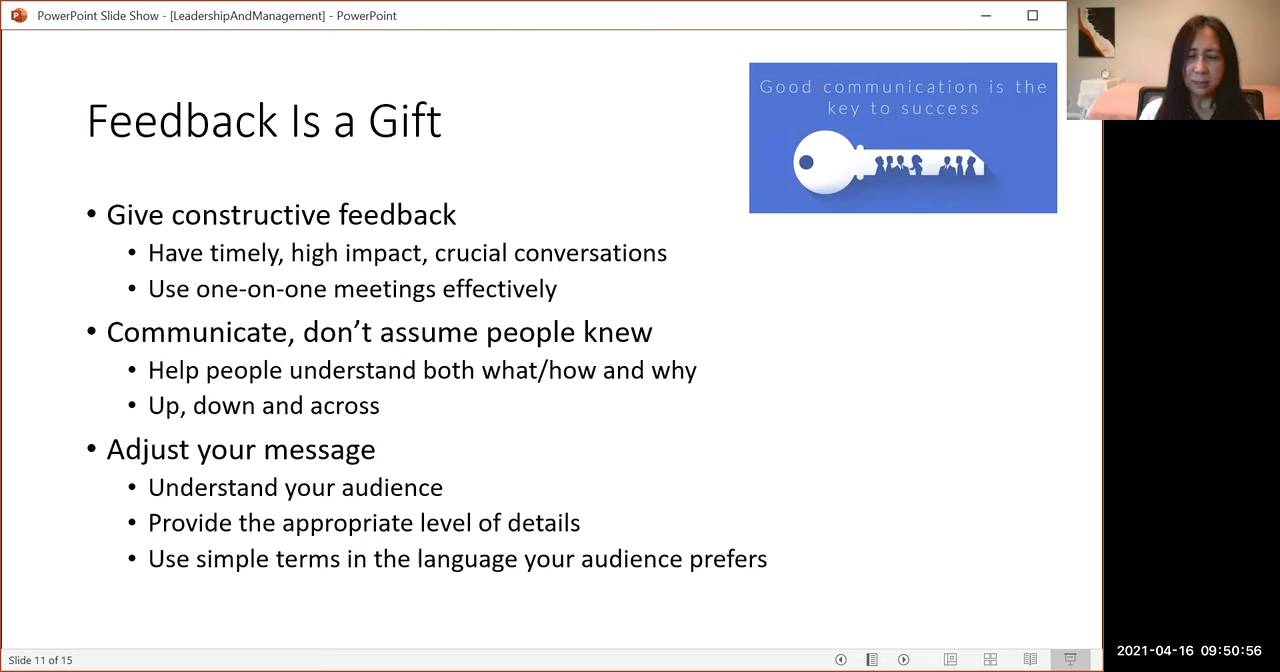 PowerPoint Slide Show - [LeadershipAndManagement] - PowerPoint
Good communication is the
key to success
Feedback Is a Gift
• Give constructive feedback
• Have timely, high impact, crucial conversations
• Use one-on-one meetings effectively
• Communicate, don’t assume people knew
• Help people understand both what/how and why
• Up, down and across
• Adjust your message
• Understand your audience
• Provide the appropriate level of details
• Use simple terms in the language your audience prefers
Slide 11 of 15
2021-04-16 09:50:56